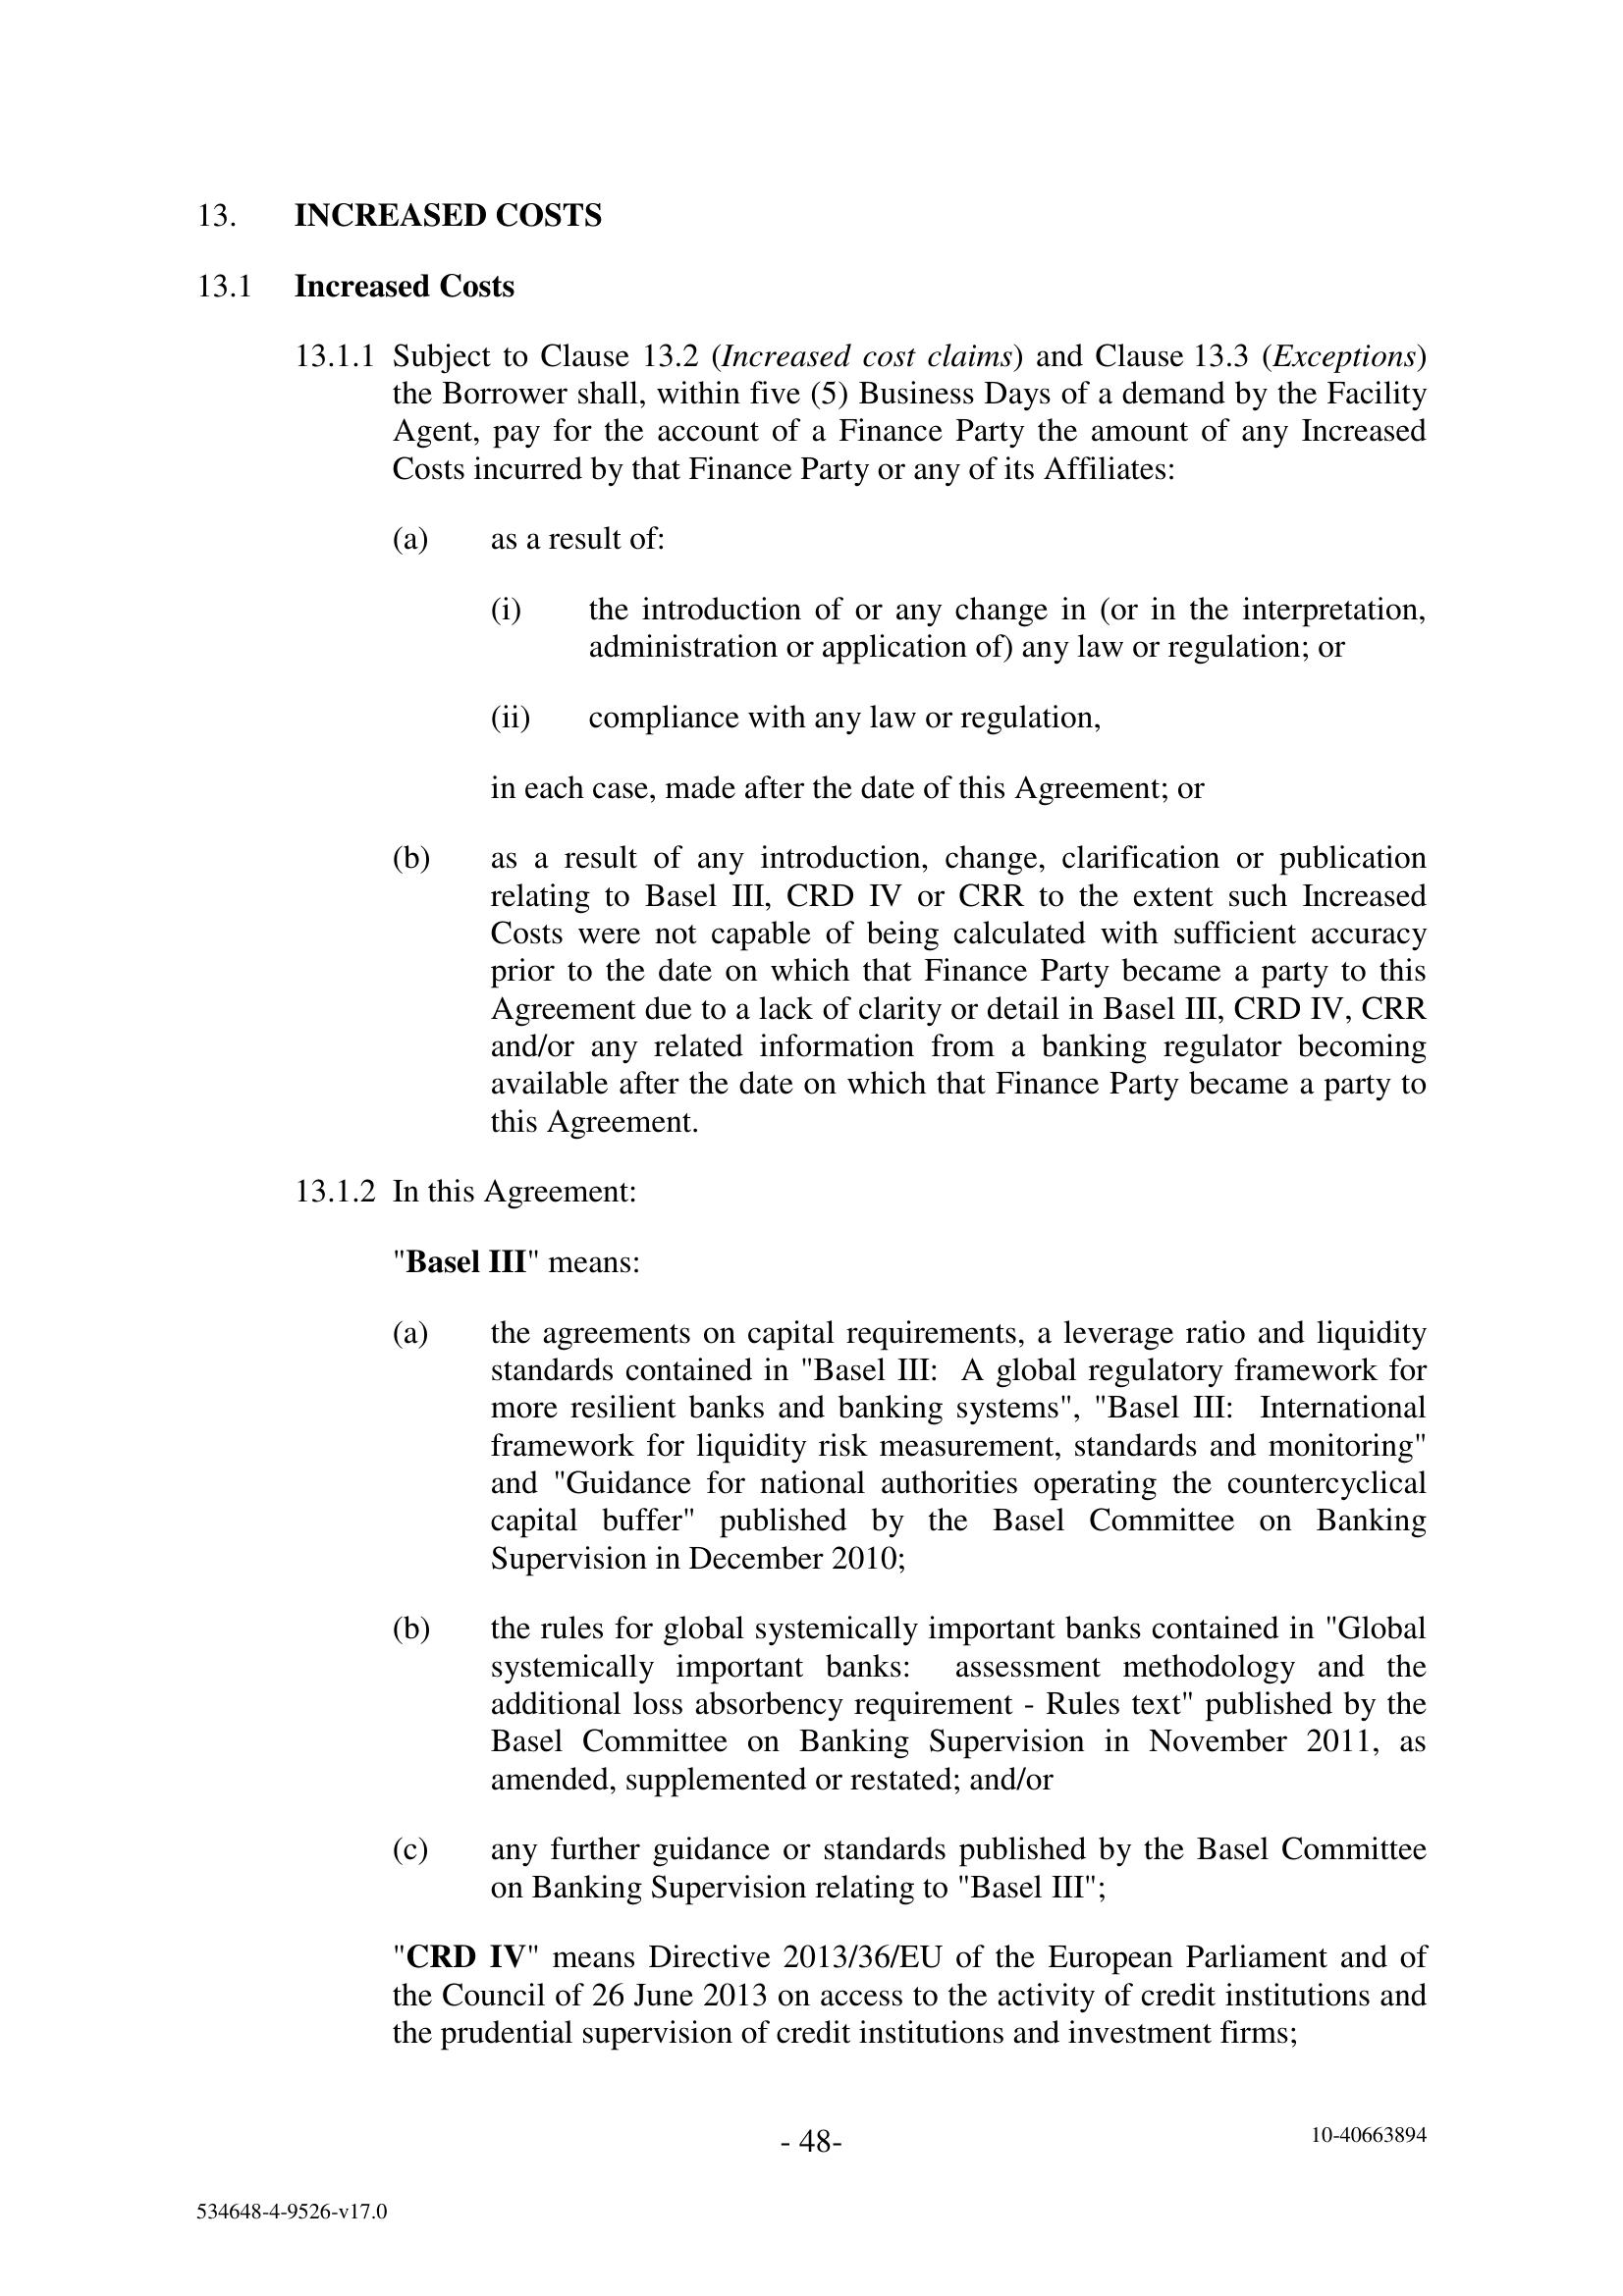 13. INCREASED COSTS
13.1 Increased Costs
13.1.1 Subject to Clause 13.2 (Increased cost claims) and Clause 13.3 (Exceptions)
the Borrower shall, within five (5) Business Days of a demand by the Facility
Agent, pay for the account of a Finance Party the amount of any Increased
Costs incurred by that Finance Party or any of its Affiliates:
(a) as a result of:
(i) the introduction of or any change in (or in the interpretation,
administration or application of) any law or regulation; or
(ii) compliance with any law or regulation,
in each case, made after the date of this Agreement; or
(b) as a result of any introduction, change, clarification or publication
relating to Basel III, CRD IV or CRR to the extent such Increased
Costs were not capable of being calculated with sufficient accuracy
prior to the date on which that Finance Party became a party to this
Agreement due to a lack of clarity or detail in Basel III, CRD IV, CRR
and/or any related information from a banking regulator becoming
available after the date on which that Finance Party became a party to
this Agreement.
13.1.2 In this Agreement:
"Basel III" means:
(a) the agreements on capital requirements, a leverage ratio and liquidity
standards contained in "Basel III: A global regulatory framework for
more resilient banks and banking systems", "Basel III: International
framework for liquidity risk measurement, standards and monitoring"
and "Guidance for national authorities operating the countercyclical
capital buffer" published by the Basel Committee on Banking
Supervision in December 2010;
(b) the rules for global systemically important banks contained in "Global
systemically important banks: assessment methodology and the
additional loss absorbency requirement - Rules text" published by the
Basel Committee on Banking Supervision in November 2011, as
amended, supplemented or restated; and/or
(c) any further guidance or standards published by the Basel Committee
on Banking Supervision relating to "Basel III";
"CRD IV" means Directive 2013/36/EU of the European Parliament and of
the Council of 26 June 2013 on access to the activity of credit institutions and
the prudential supervision of credit institutions and investment firms;
- 48-
10-40663894
534648-4-9526-v17.0